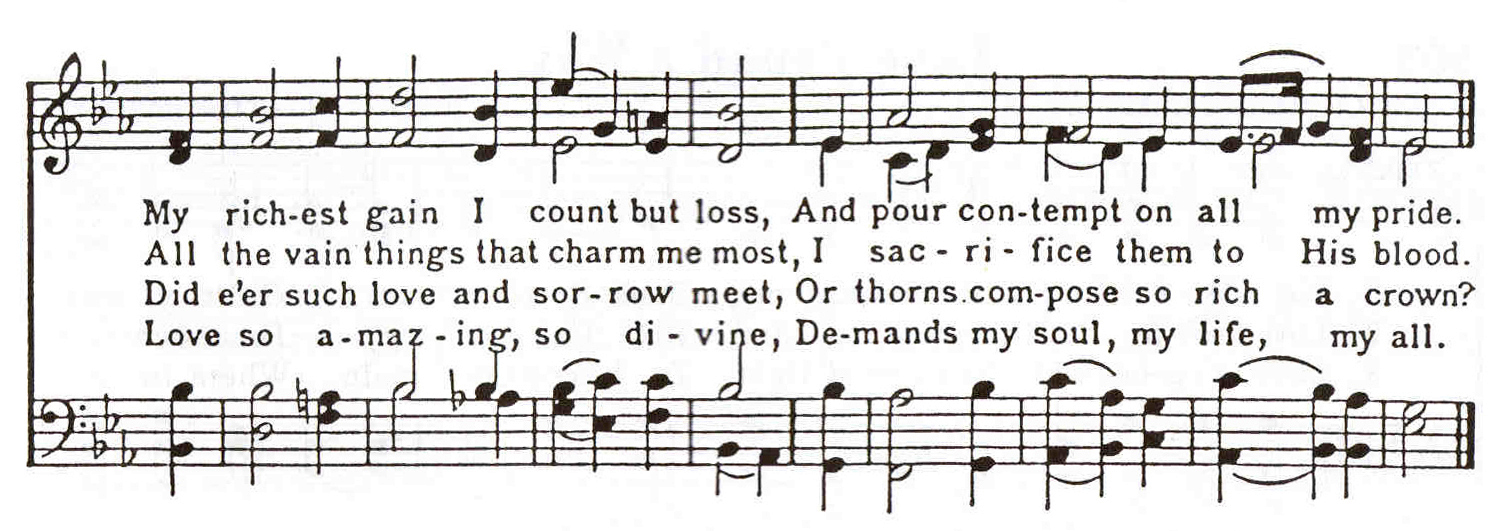 My rich-est gain I count but loss, And pour con-tempt on all my pride.
All the vain things that charm me most, I sac - ri - fice them to His blood.
Did e'er such love and sor-row meet, Or thorns com-pose so rich a crown?
Love so a-maz - ing, so di - vine, De-mands my soul, my life, my all.